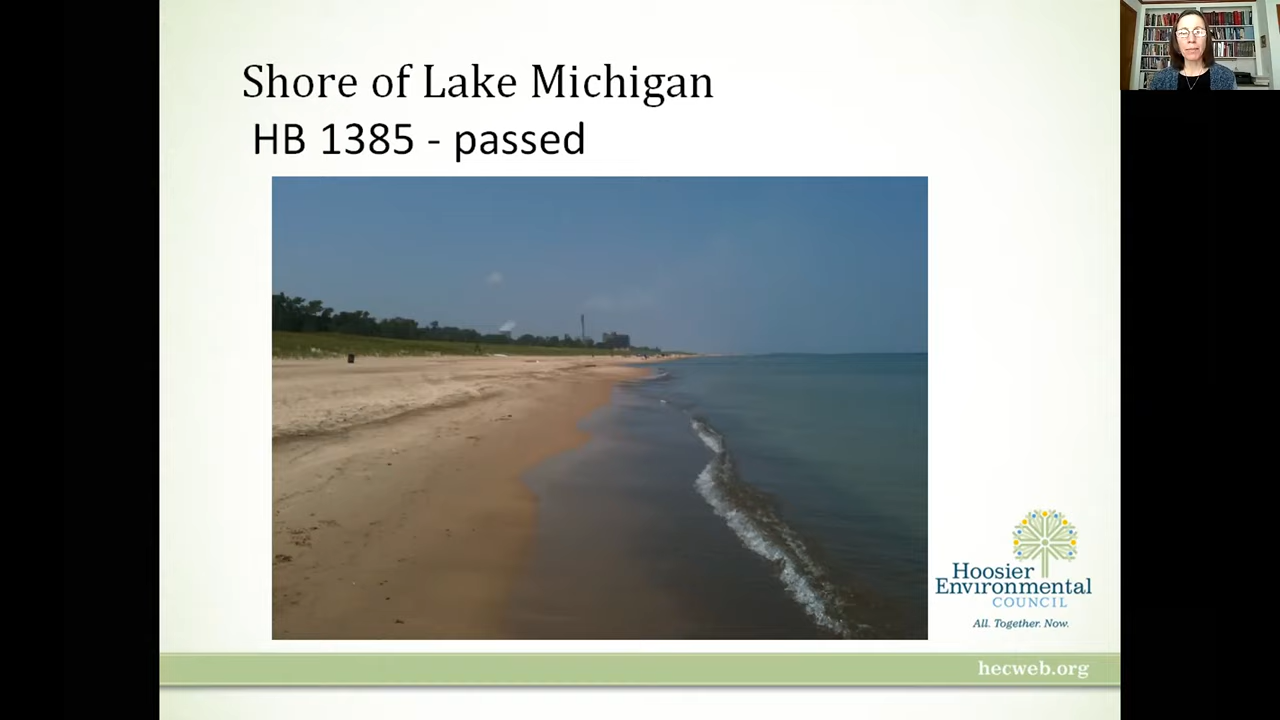 Shore of Lake Michigan
HB 1385 - passed
Hoosier
Environmental
COUNCIL
All. Together. Now.
hecweb.org